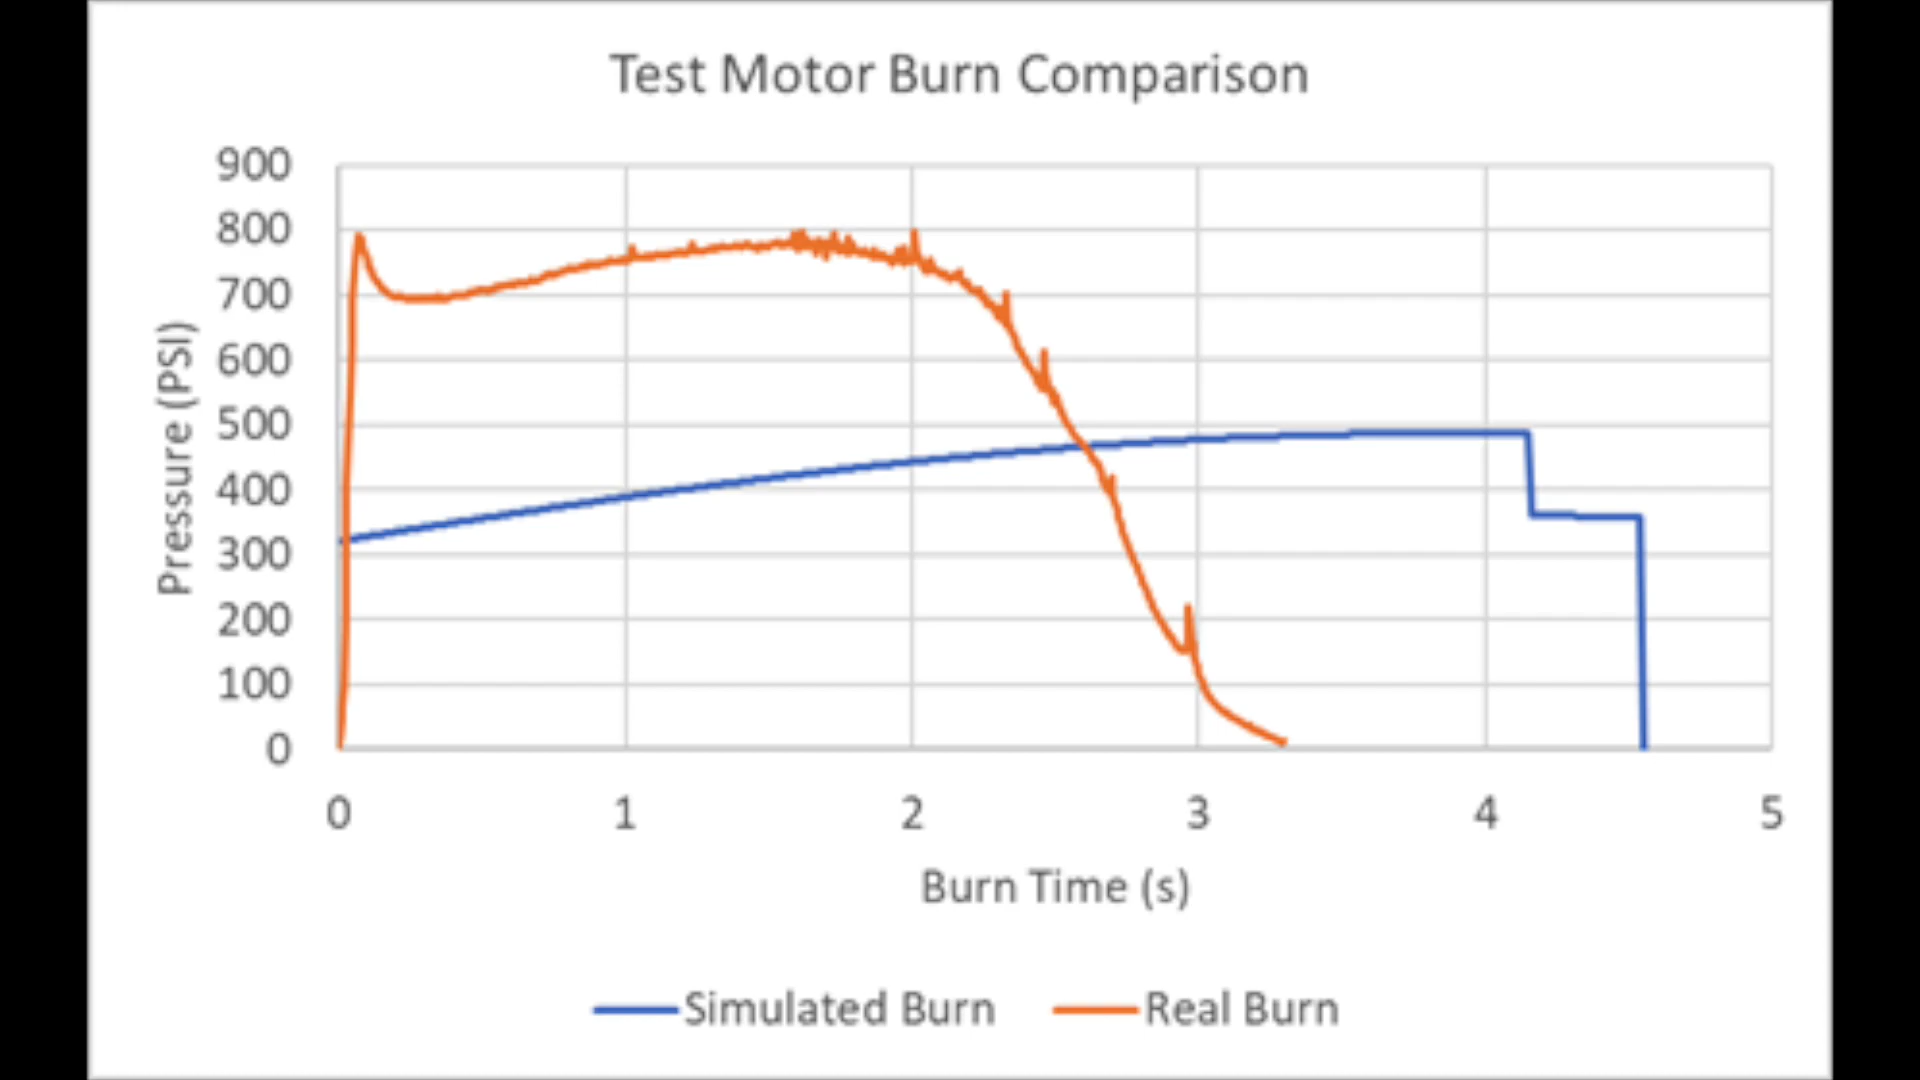 Test Motor Burn Comparison
900
800
700
600
500
400
300
200
100
0
Pressure (PSI)
0 1 2 3 4 5
Burn Time (s)
Simulated Burn Real Burn